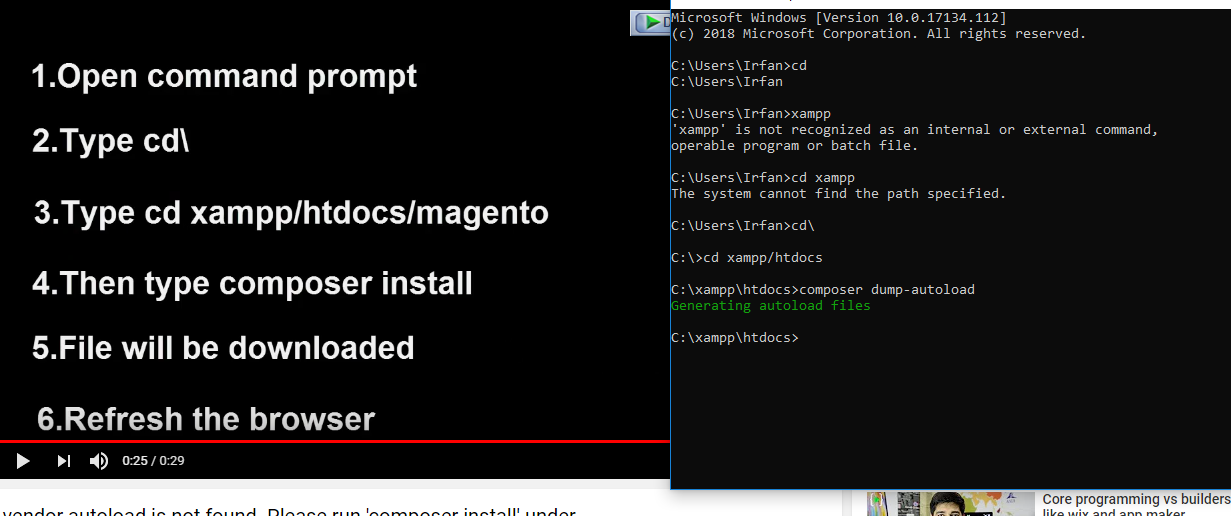 1.Open command prompt
2.Type cd\
3.Type cd xampp/htdocs/magento
4.Then type composer install
5.File will be downloaded
6.Refresh the browser
0:25 / 0:29
vendor autoload is not found. Please run 'composer install' under
Microsoft Windows [Version 10.0.17134.112]
(c) 2018 Microsoft Corporation. All rights reserved.
C:\Users\Irfan>cd
C:\Users\Irfan
C:\Users\Irfan>xampp
'xampp' is not recognized as an internal or external command,
operable program or batch file.
C:\Users\Irfan>cd xampp
The system cannot find the path specified.
C:\Users\Irfan>cd\
C:\>cd xampp/htdocs
C:\xampp\htdocs>composer dump-autoload
Generating autoload files
C:\xampp\htdocs>
Core programming vs builders
like wix and app maker